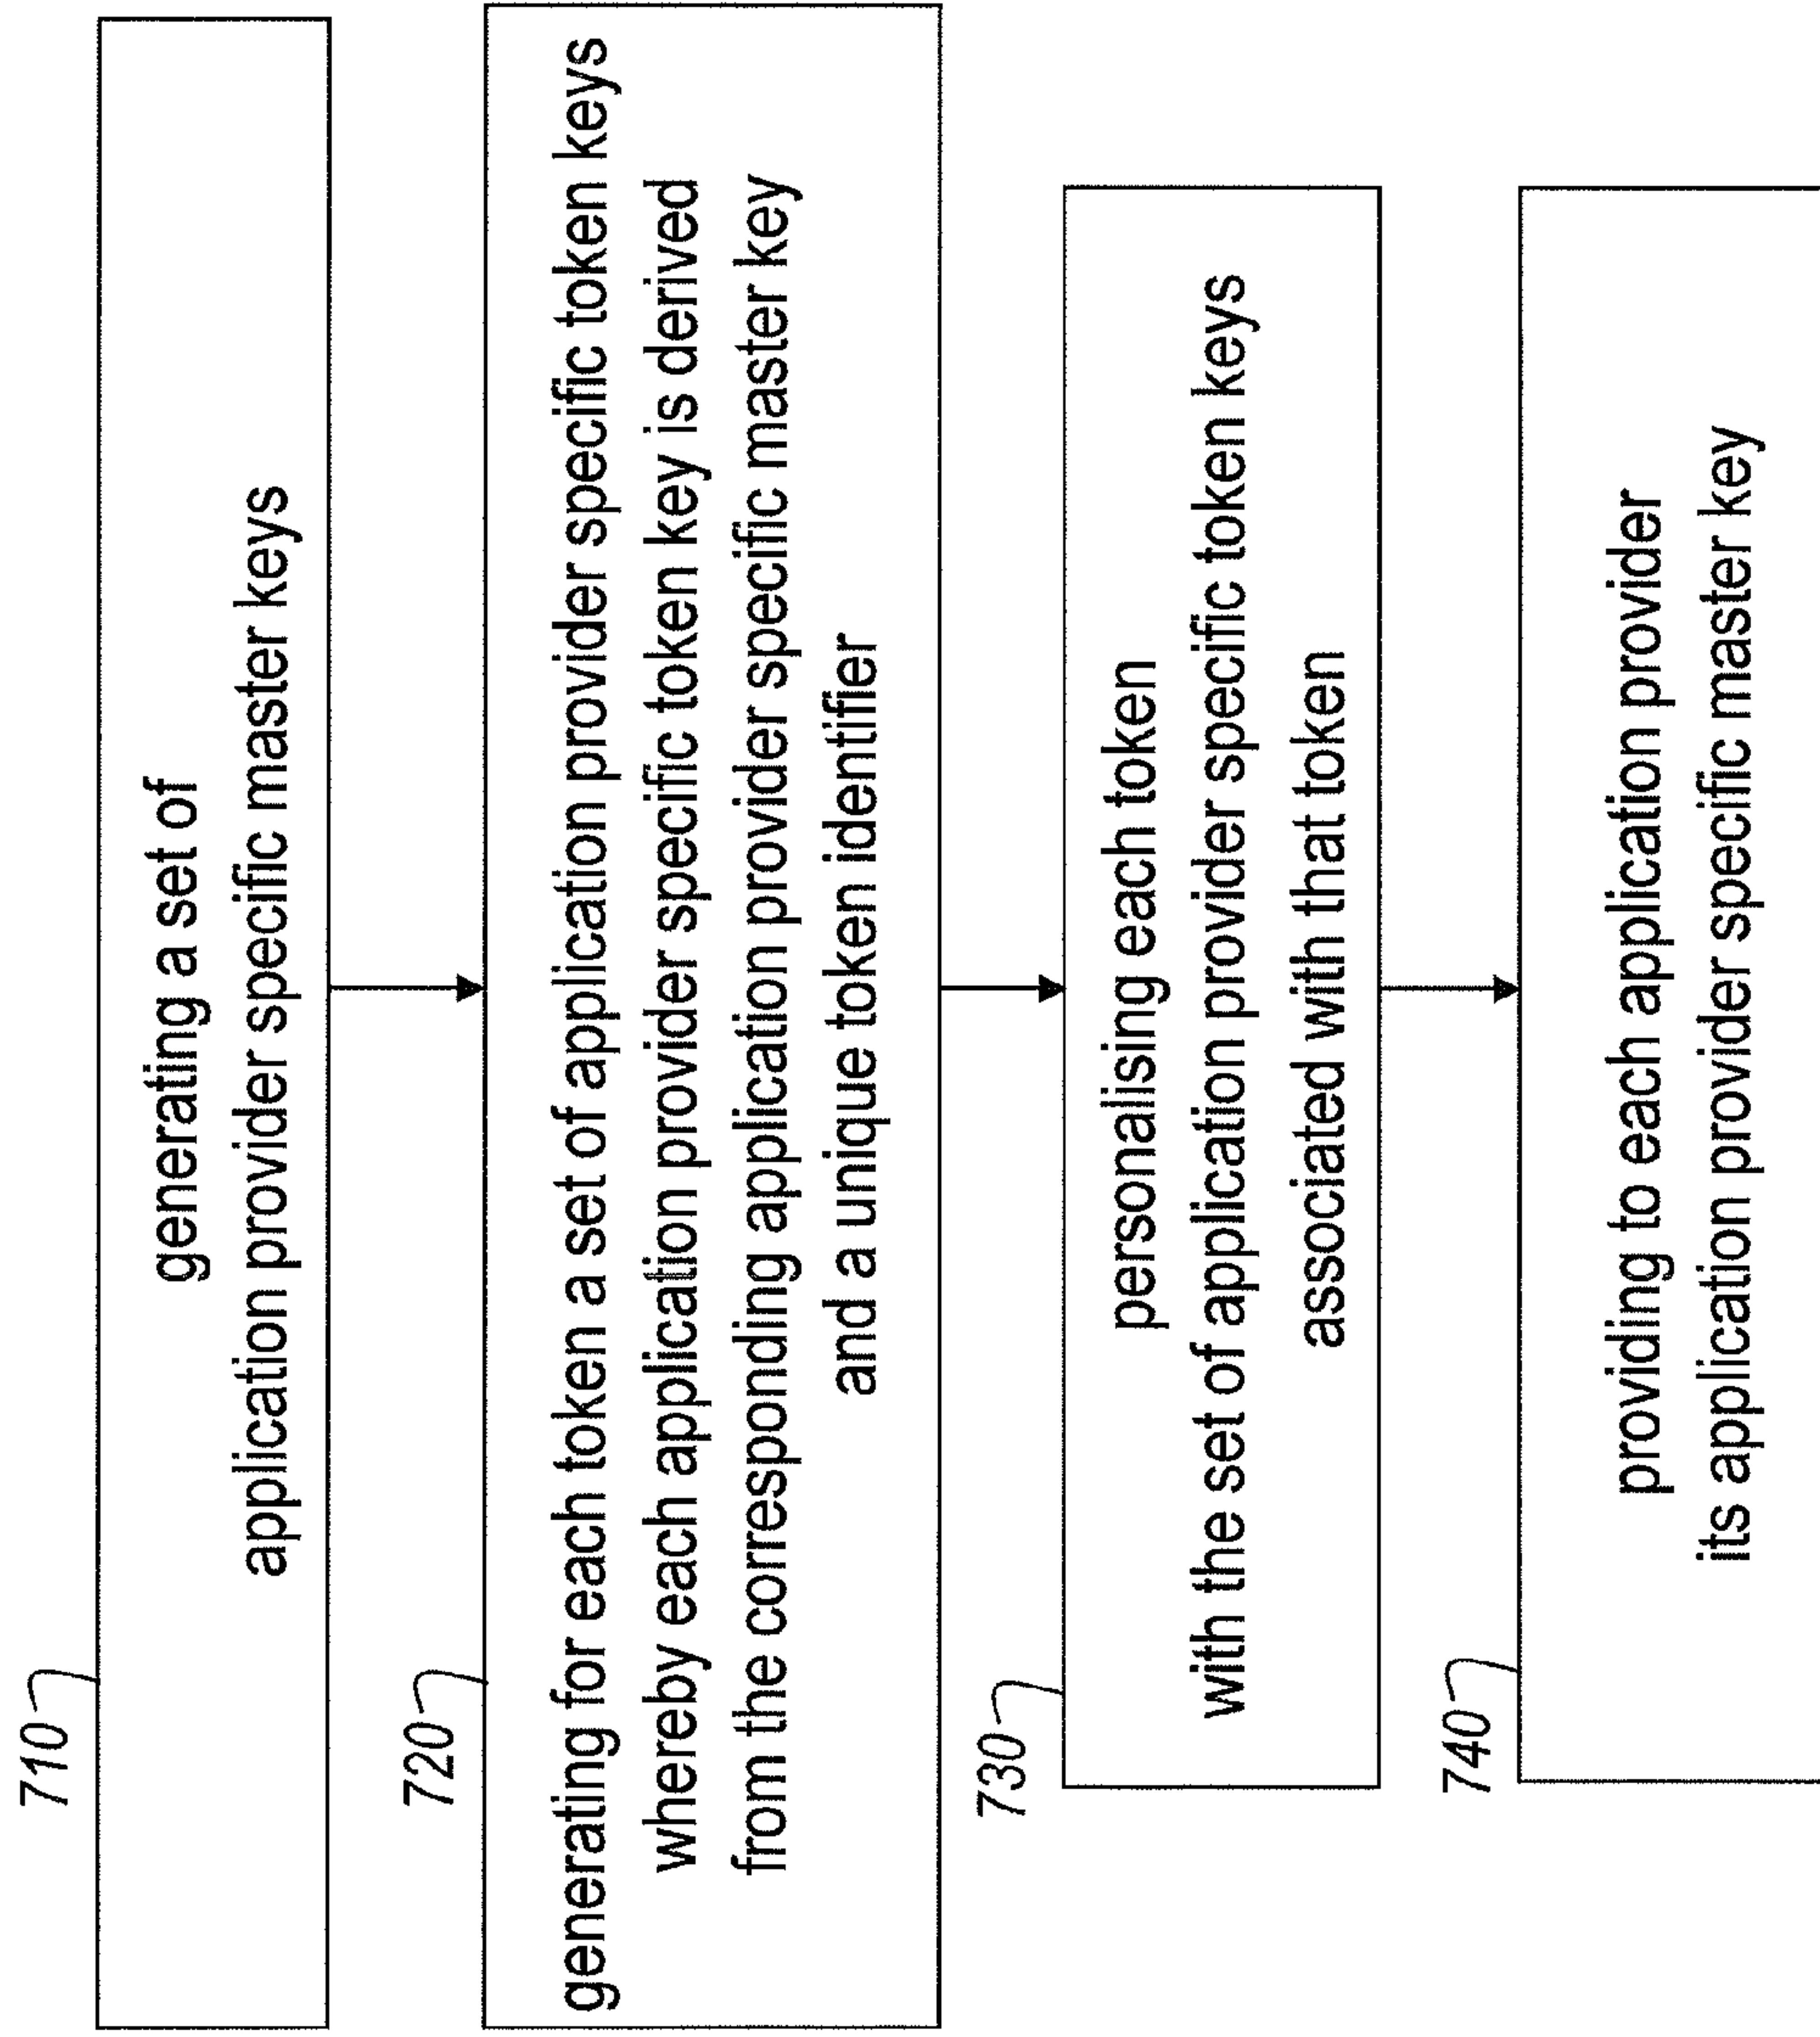 710
generating a set of
application provider specific master keys
720
generating for each token a set of application provider specific token keys
whereby each application provider specific token key is derived
from the corresponding application provider specific master key
and a unique token identifier
730
personalising each token
with the set of application provider specific token keys
associated with that token
740
providing to each application provider
its application provider specific master key